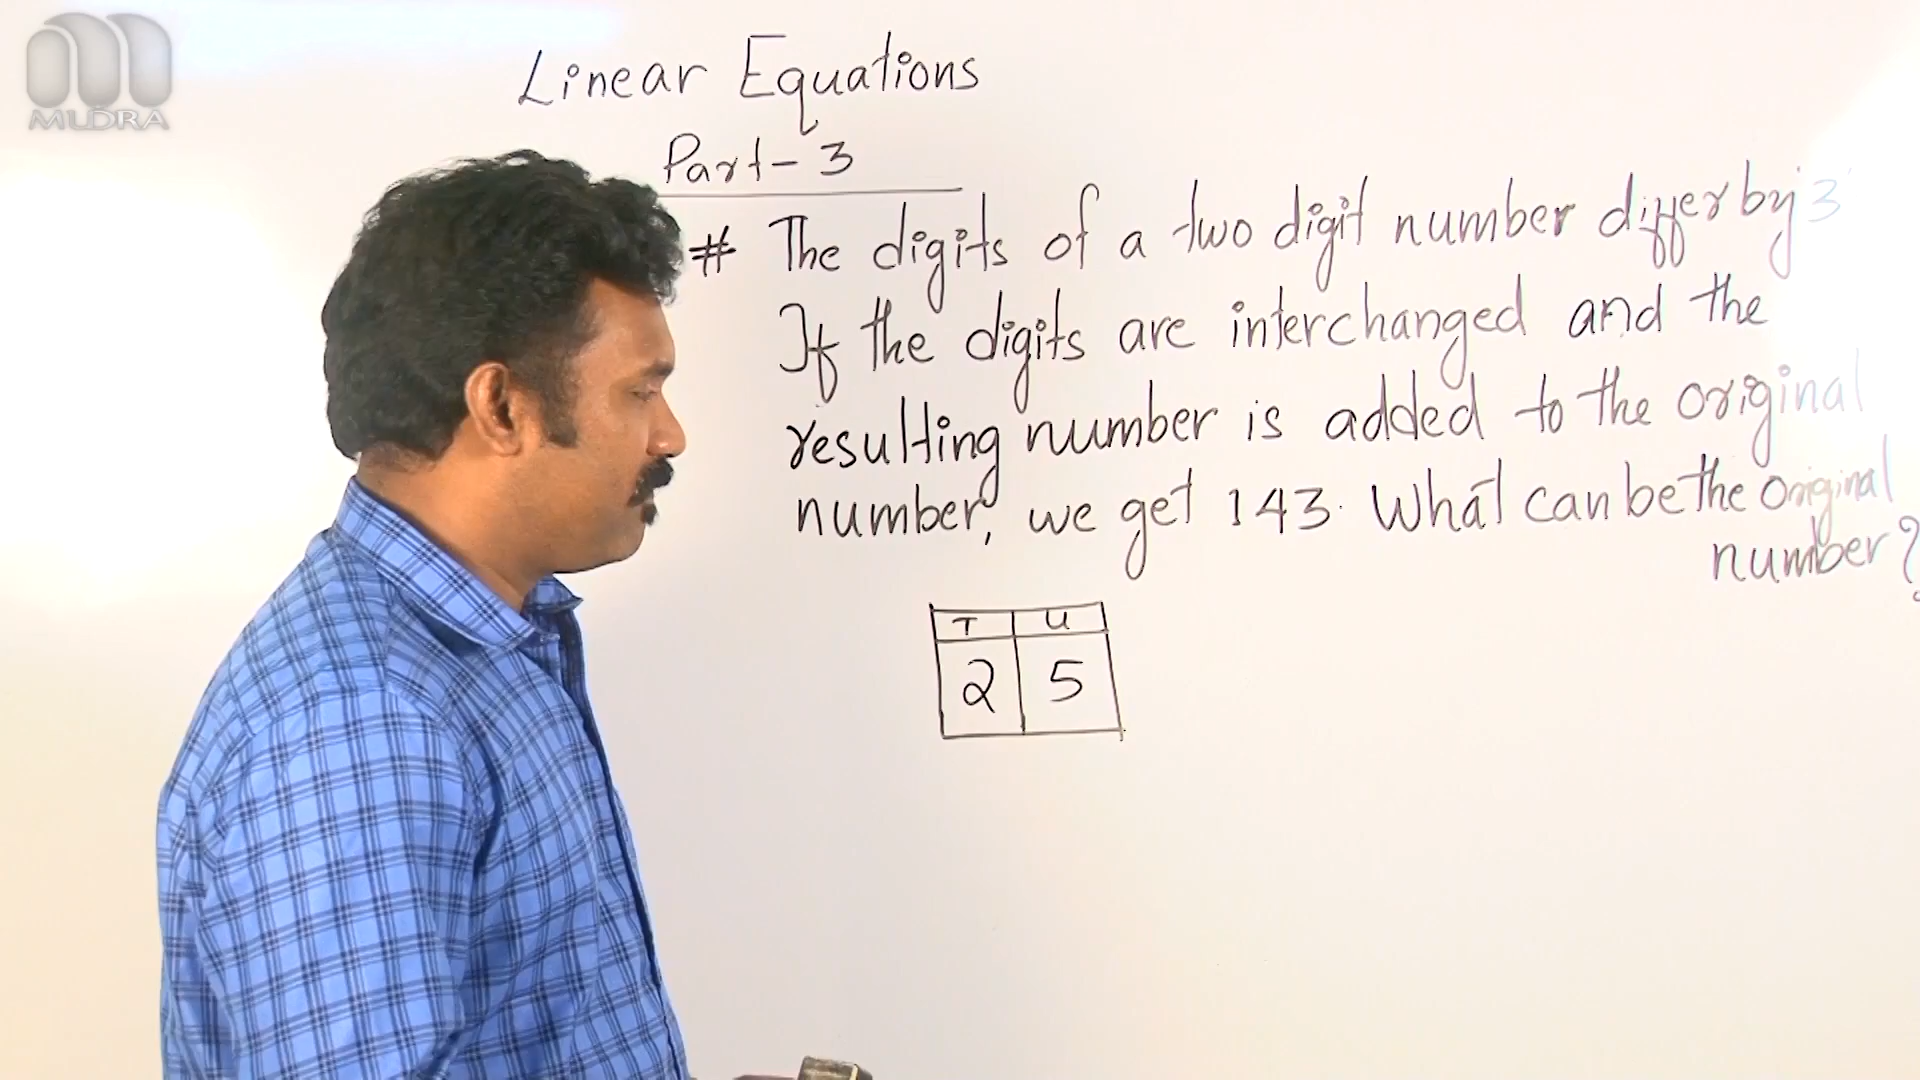 MUDRA
Linear Equations
Part-3
# The digits of a two digit number differ by 3
If the digits are interchanged and the
resulting number is added to the original
number, we get 143. What can be the original
number?
T U
2 5